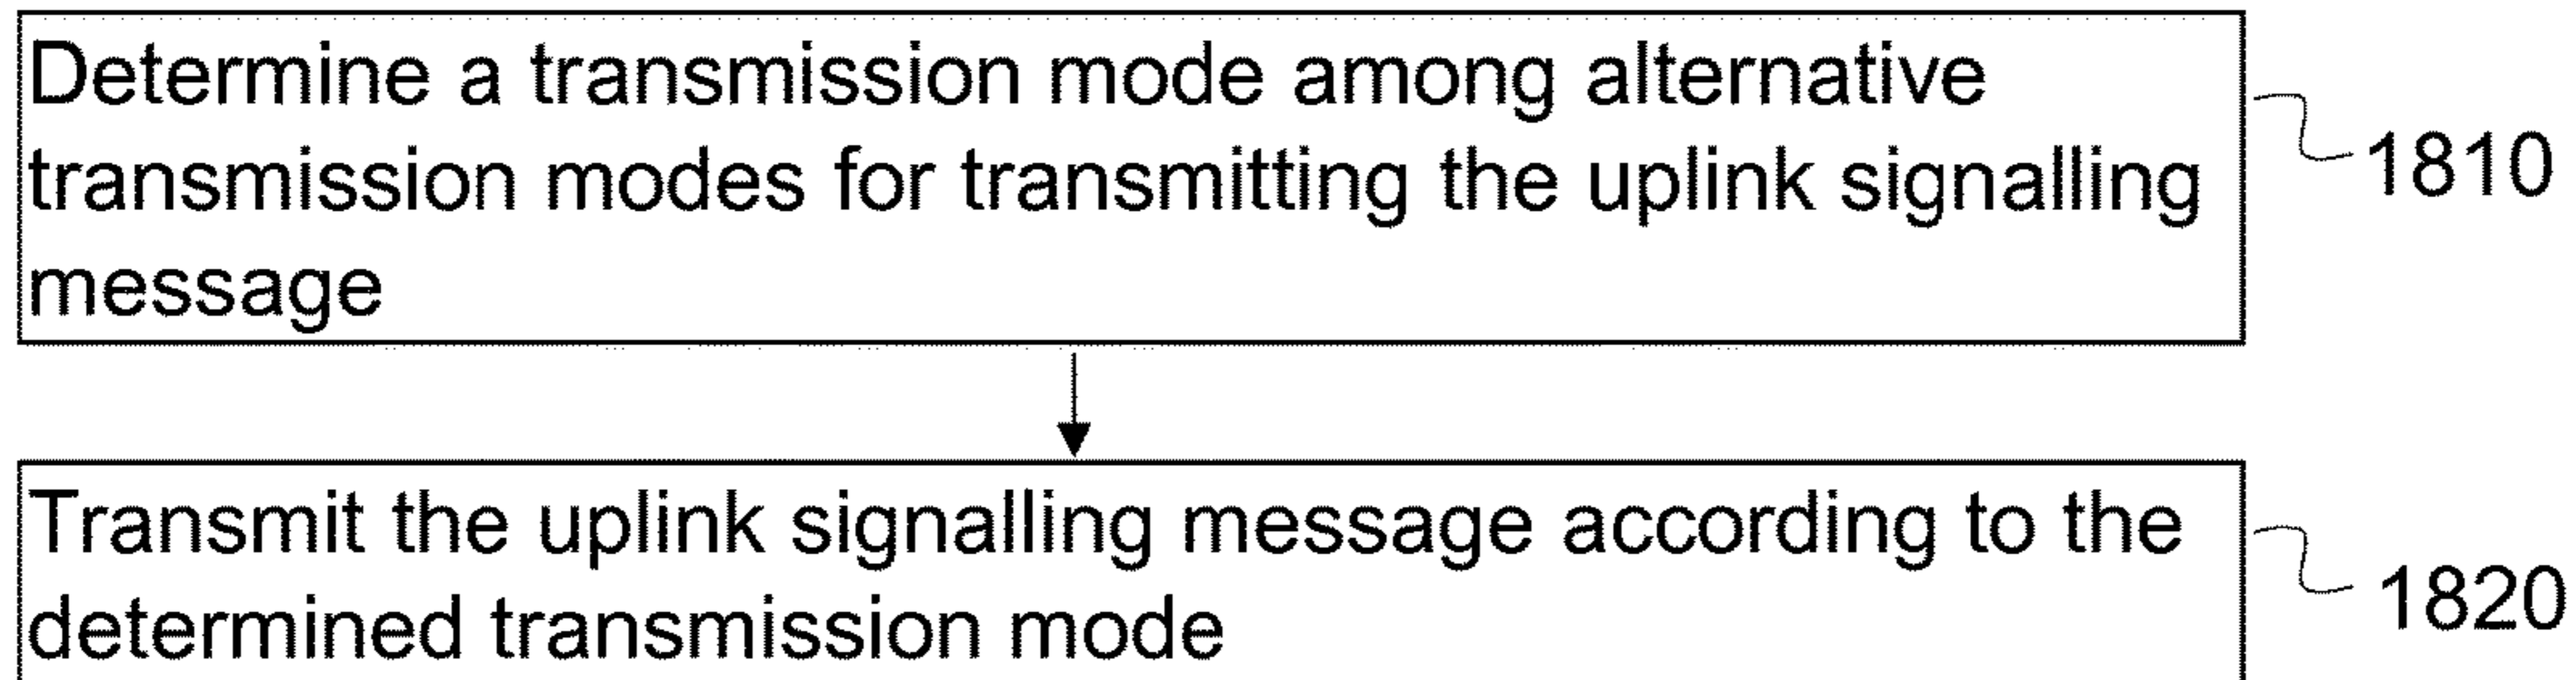 Determine a transmission mode among alternative
transmission modes for transmitting the uplink signalling
message
1810
Transmit the uplink signalling message according to the
determined transmission mode
1820